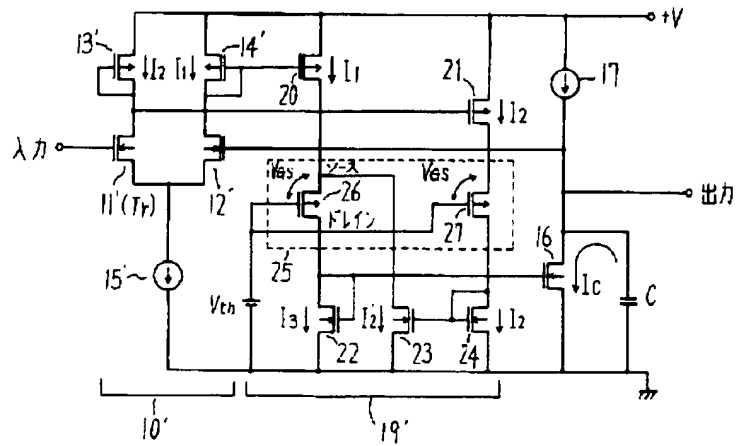 13'
14'
+V
I2
I1
20
I1
21
17
I2
入力
出力
11'(Tr)
12'
VGS
ソース
26
VGS
ドレイン
27
16
25'
15'
Vth
IC
C
I3
I2'
I2
22
23
24
10'
19'